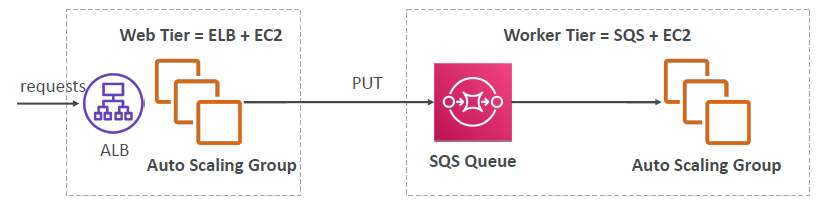 Web Tier = ELB + EC2
Worker Tier = SQS + EC2
requests
PUT
ALB
Auto Scaling Group
SQS Queue
Auto Scaling Group